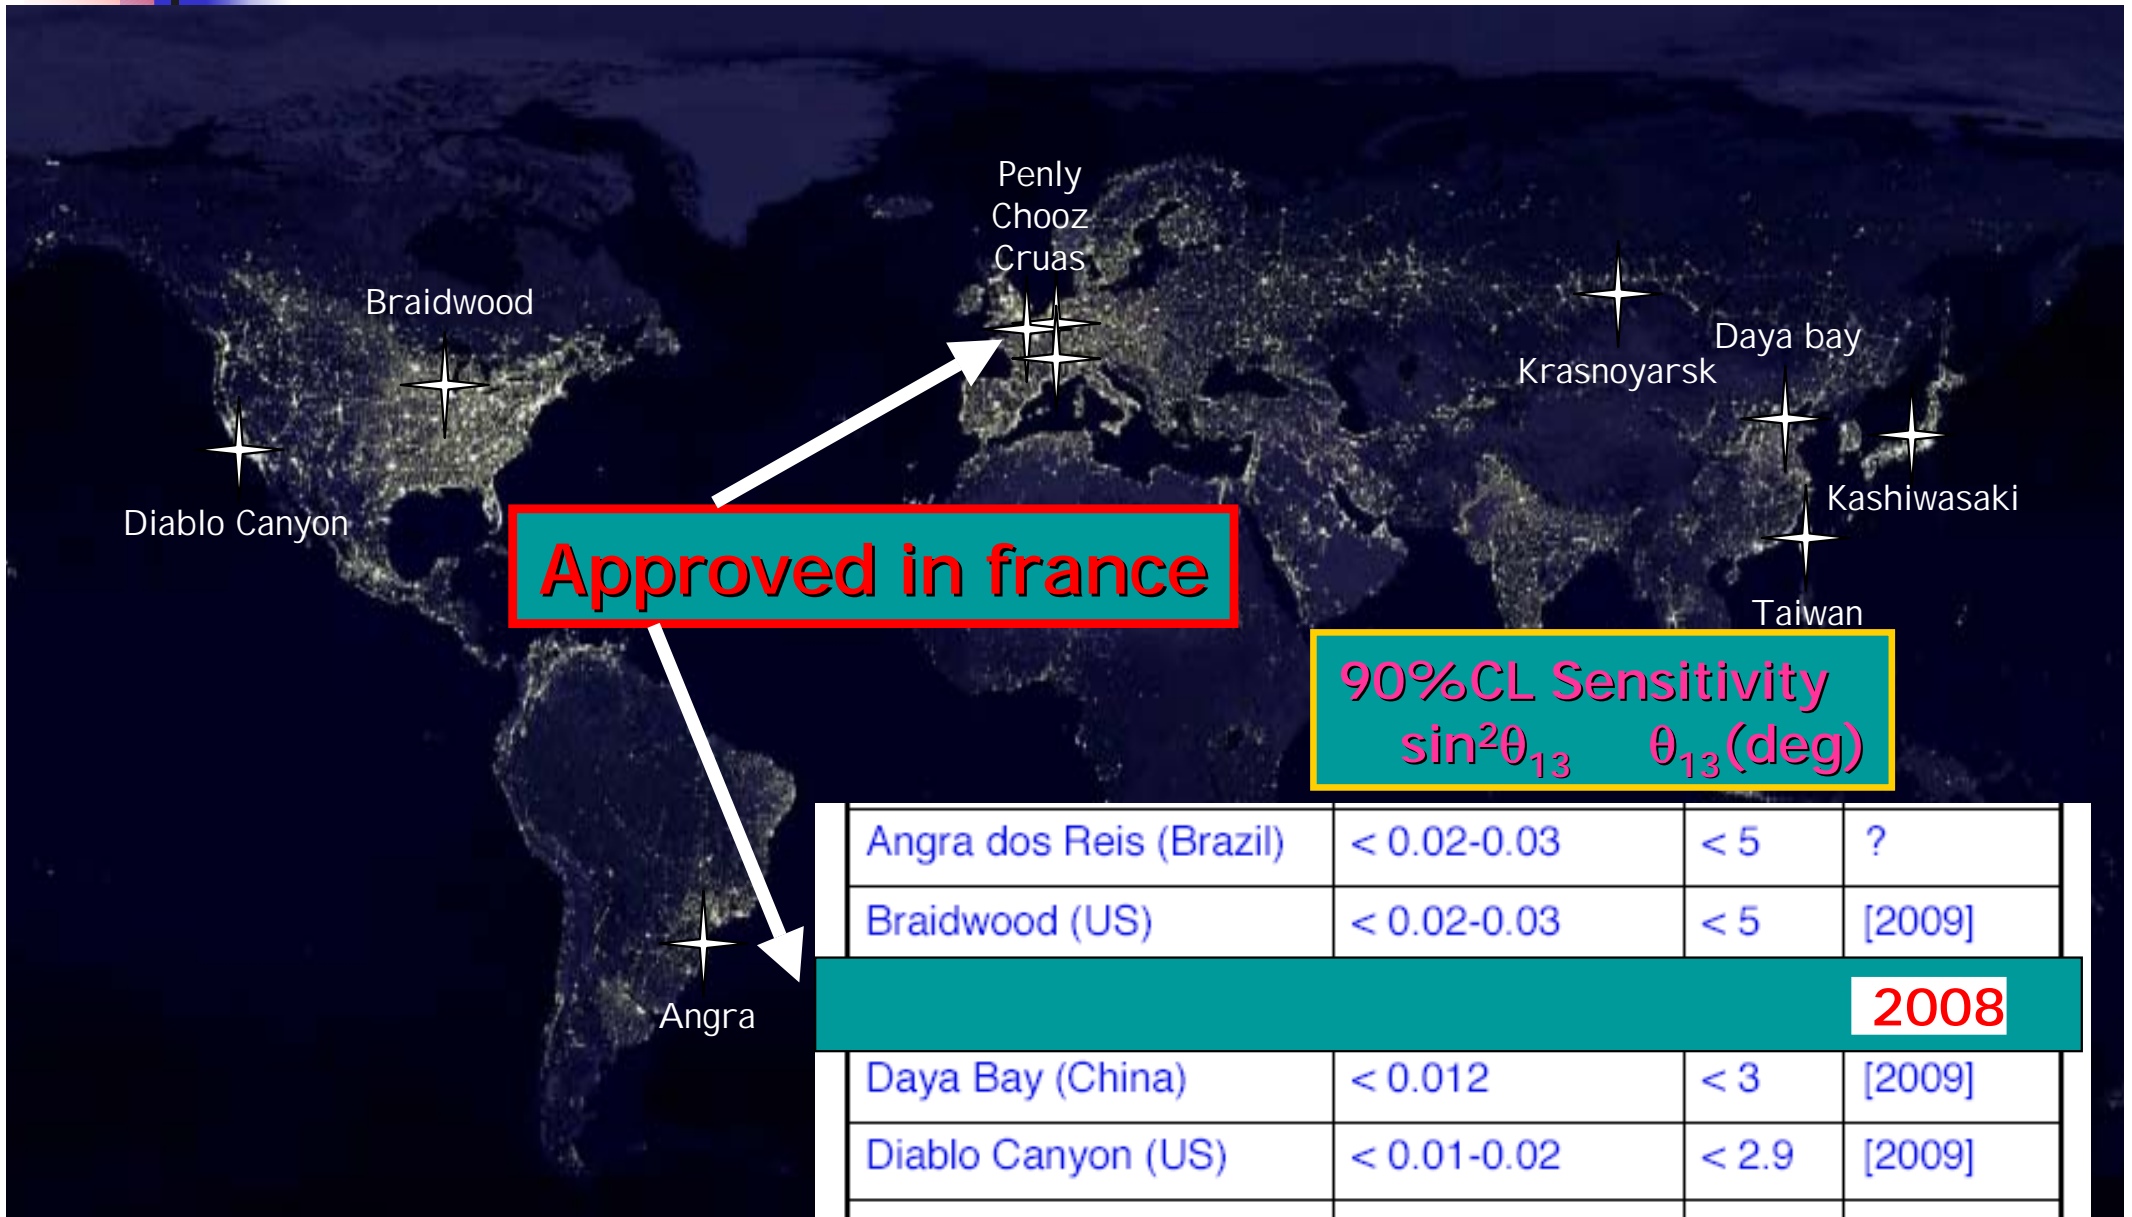 Penly
Chooz
Cruas
Braidwood
Daya bay
Krasnoyarsk
Diablo Canyon
Kashiwasaki
Approved in france
Taiwan
90%CL Sensitivity
sin²θ₁₃ θ₁₃(deg)
Angra dos Reis (Brazil) < 0.02-0.03 < 5 ?
Braidwood (US) < 0.02-0.03 < 5 [2009]
2008
Angra
Daya Bay (China) < 0.012 < 3 [2009]
Diablo Canyon (US) < 0.01-0.02 < 2.9 [2009]